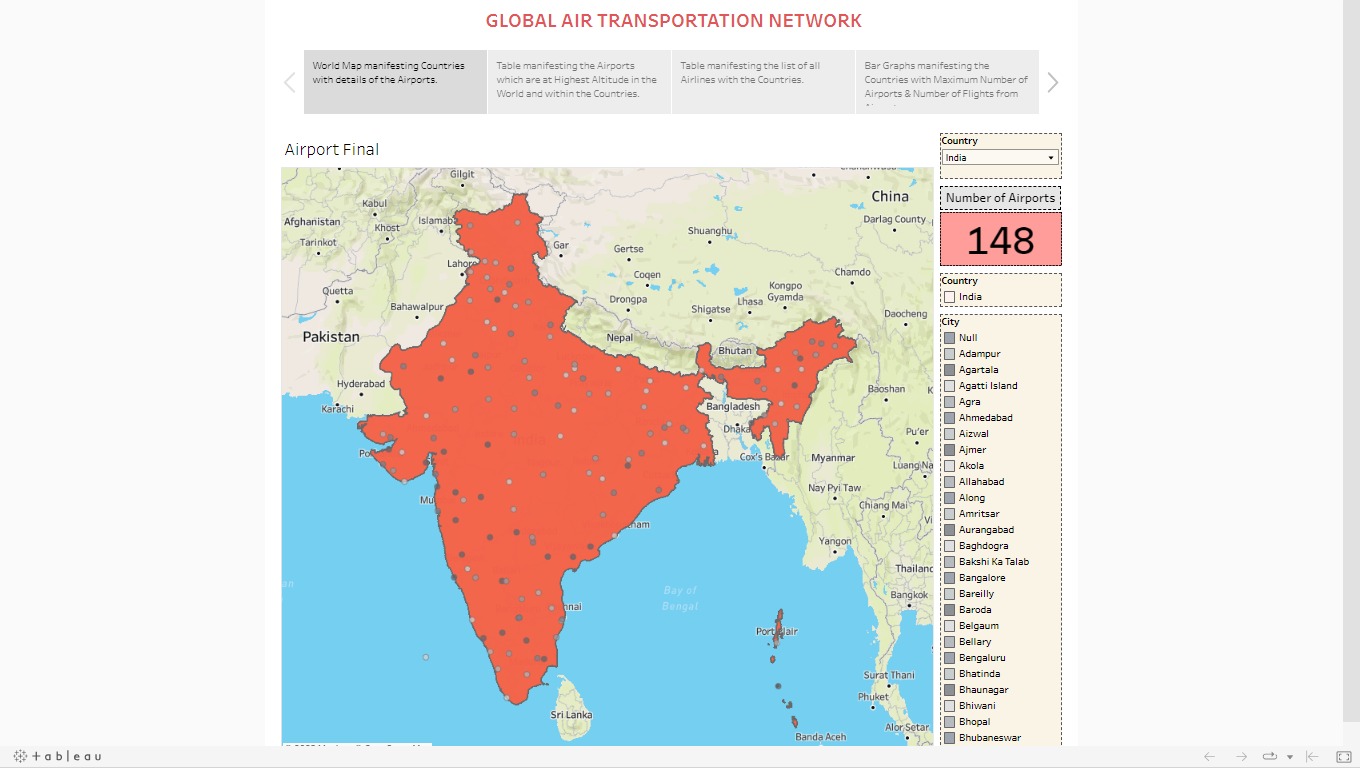 GLOBAL AIR TRANSPORTATION NETWORK
World Map manifesting Countries
with details of the Airports.
Table manifesting the Airports
which are at Highest Altitude in the
World and within the Countries.
Table manifesting the list of all
Airlines with the Countries.
Bar Graphs manifesting the
Countries with Maximum Number of
Airports & Number of Flights from
Airport Final
Gilgit
China
Kabul
Afghanistan
Islamab
Khost
Darlag County
Tarinkot
Shuanghu
Gar
Gertse
Lahore
Coqen
Chamdo
Quetta
Kongpo
Gyamda
Drongpa
Lhasa
Bahawalpur
Shigatse
Daocheng
Pakistan
Nepal
Bhutan
Hyderabad
Baoshan
K
Karachi
Bangladesh
Dhaka
Pu'er
Po
Cox's Bazar
Myanmar
Luang Na
Nay Pyi Taw
Mu
Chiang Mai
Vi
ham
Yangon
Thailand
an
Bay of
Bengal
Bangkok
nnai
Port Blair
Surat Thani
Phuket
Sri Lanka
Alor Setar
Banda Aceh
Country
India
Number of Airports
148
Country
India
City
Null
Adampur
Agartala
Agatti Island
Agra
Ahmedabad
Aizwal
Ajmer
Akola
Allahabad
Along
Amritsar
Aurangabad
Baghdogra
Bakshi Ka Talab
Bangalore
Bareilly
Baroda
Belgaum
Bellary
Bengaluru
Bhatinda
Bhaunagar
Bhiwani
Bhopal
Bhubaneswar
+ a b l e a u